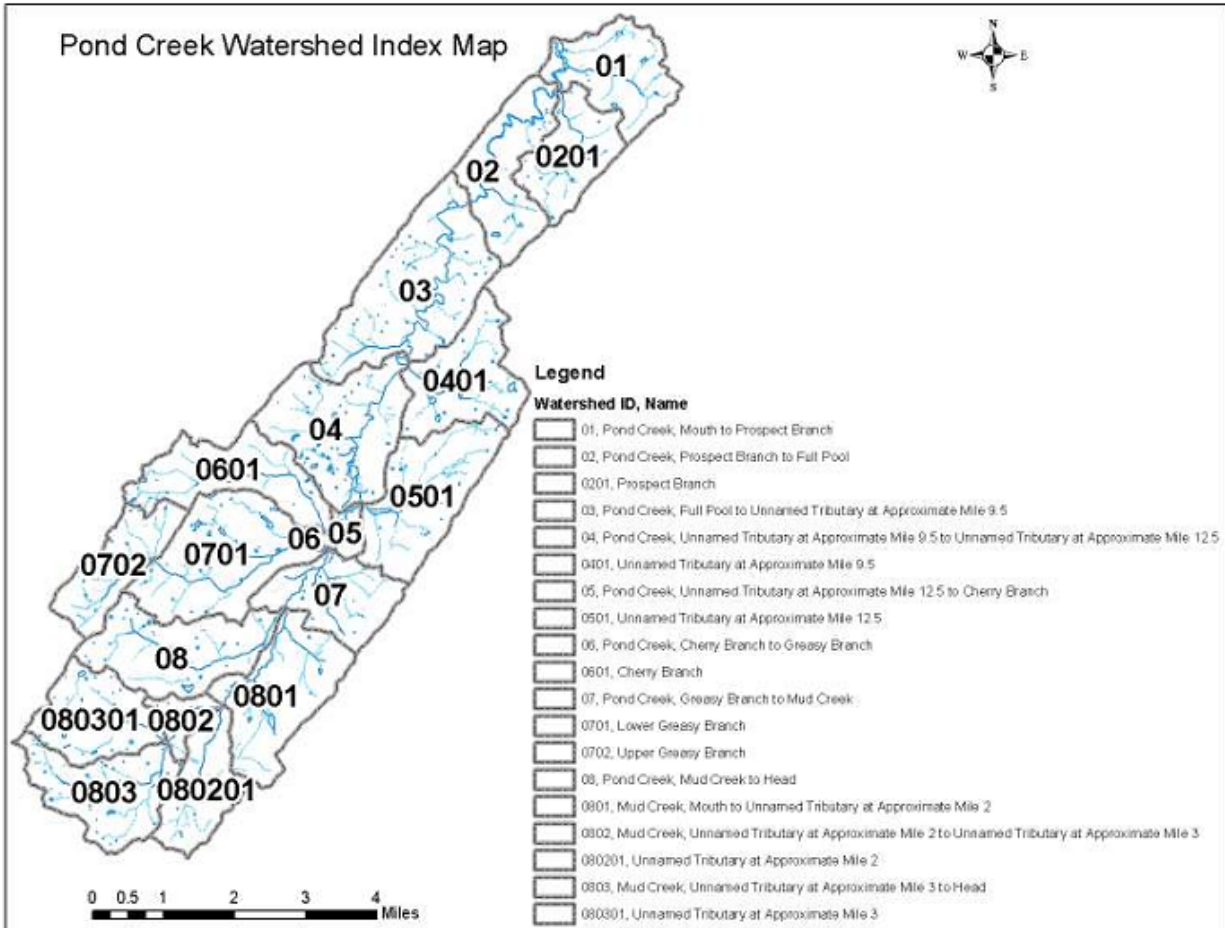 Pond Creek Watershed Index Map
N
W E
S
01
0201
02
03
0401
04
0601
0501
05
06
0701
0702
07
08
0801
080301
0802
0803
080201
Legend
Watershed ID, Name
01, Pond Creek, Mouth to Prospect Branch
02, Pond Creek, Prospect Branch to Full Pool
0201, Prospect Branch
03, Pond Creek, Full Pool to Unnamed Tributary at Approximate Mile 9.5
04, Pond Creek, Unnamed Tributary at Approximate Mile 9.5 to Unnamed Tributary at Approximate Mile 12.5
0401, Unnamed Tributary at Approximate Mile 9.5
05, Pond Creek, Unnamed Tributary at Approximate Mile 12.5 to Cherry Branch
0501, Unnamed Tributary at Approximate Mile 12.5
06, Pond Creek, Cherry Branch to Greasy Branch
0601, Cherry Branch
07, Pond Creek, Greasy Branch to Mud Creek
0701, Lower Greasy Branch
0702, Upper Greasy Branch
08, Pond Creek, Mud Creek to Head
0801, Mud Creek, Mouth to Unnamed Tributary at Approximate Mile 2
0802, Mud Creek, Unnamed Tributary at Approximate Mile 2 to Unnamed Tributary at Approximate Mile 3
080201, Unnamed Tributary at Approximate Mile 2
0803, Mud Creek, Unnamed Tributary at Approximate Mile 3 to Head
080301, Unnamed Tributary at Approximate Mile 3
0 0.5 1 2 3 4
Miles